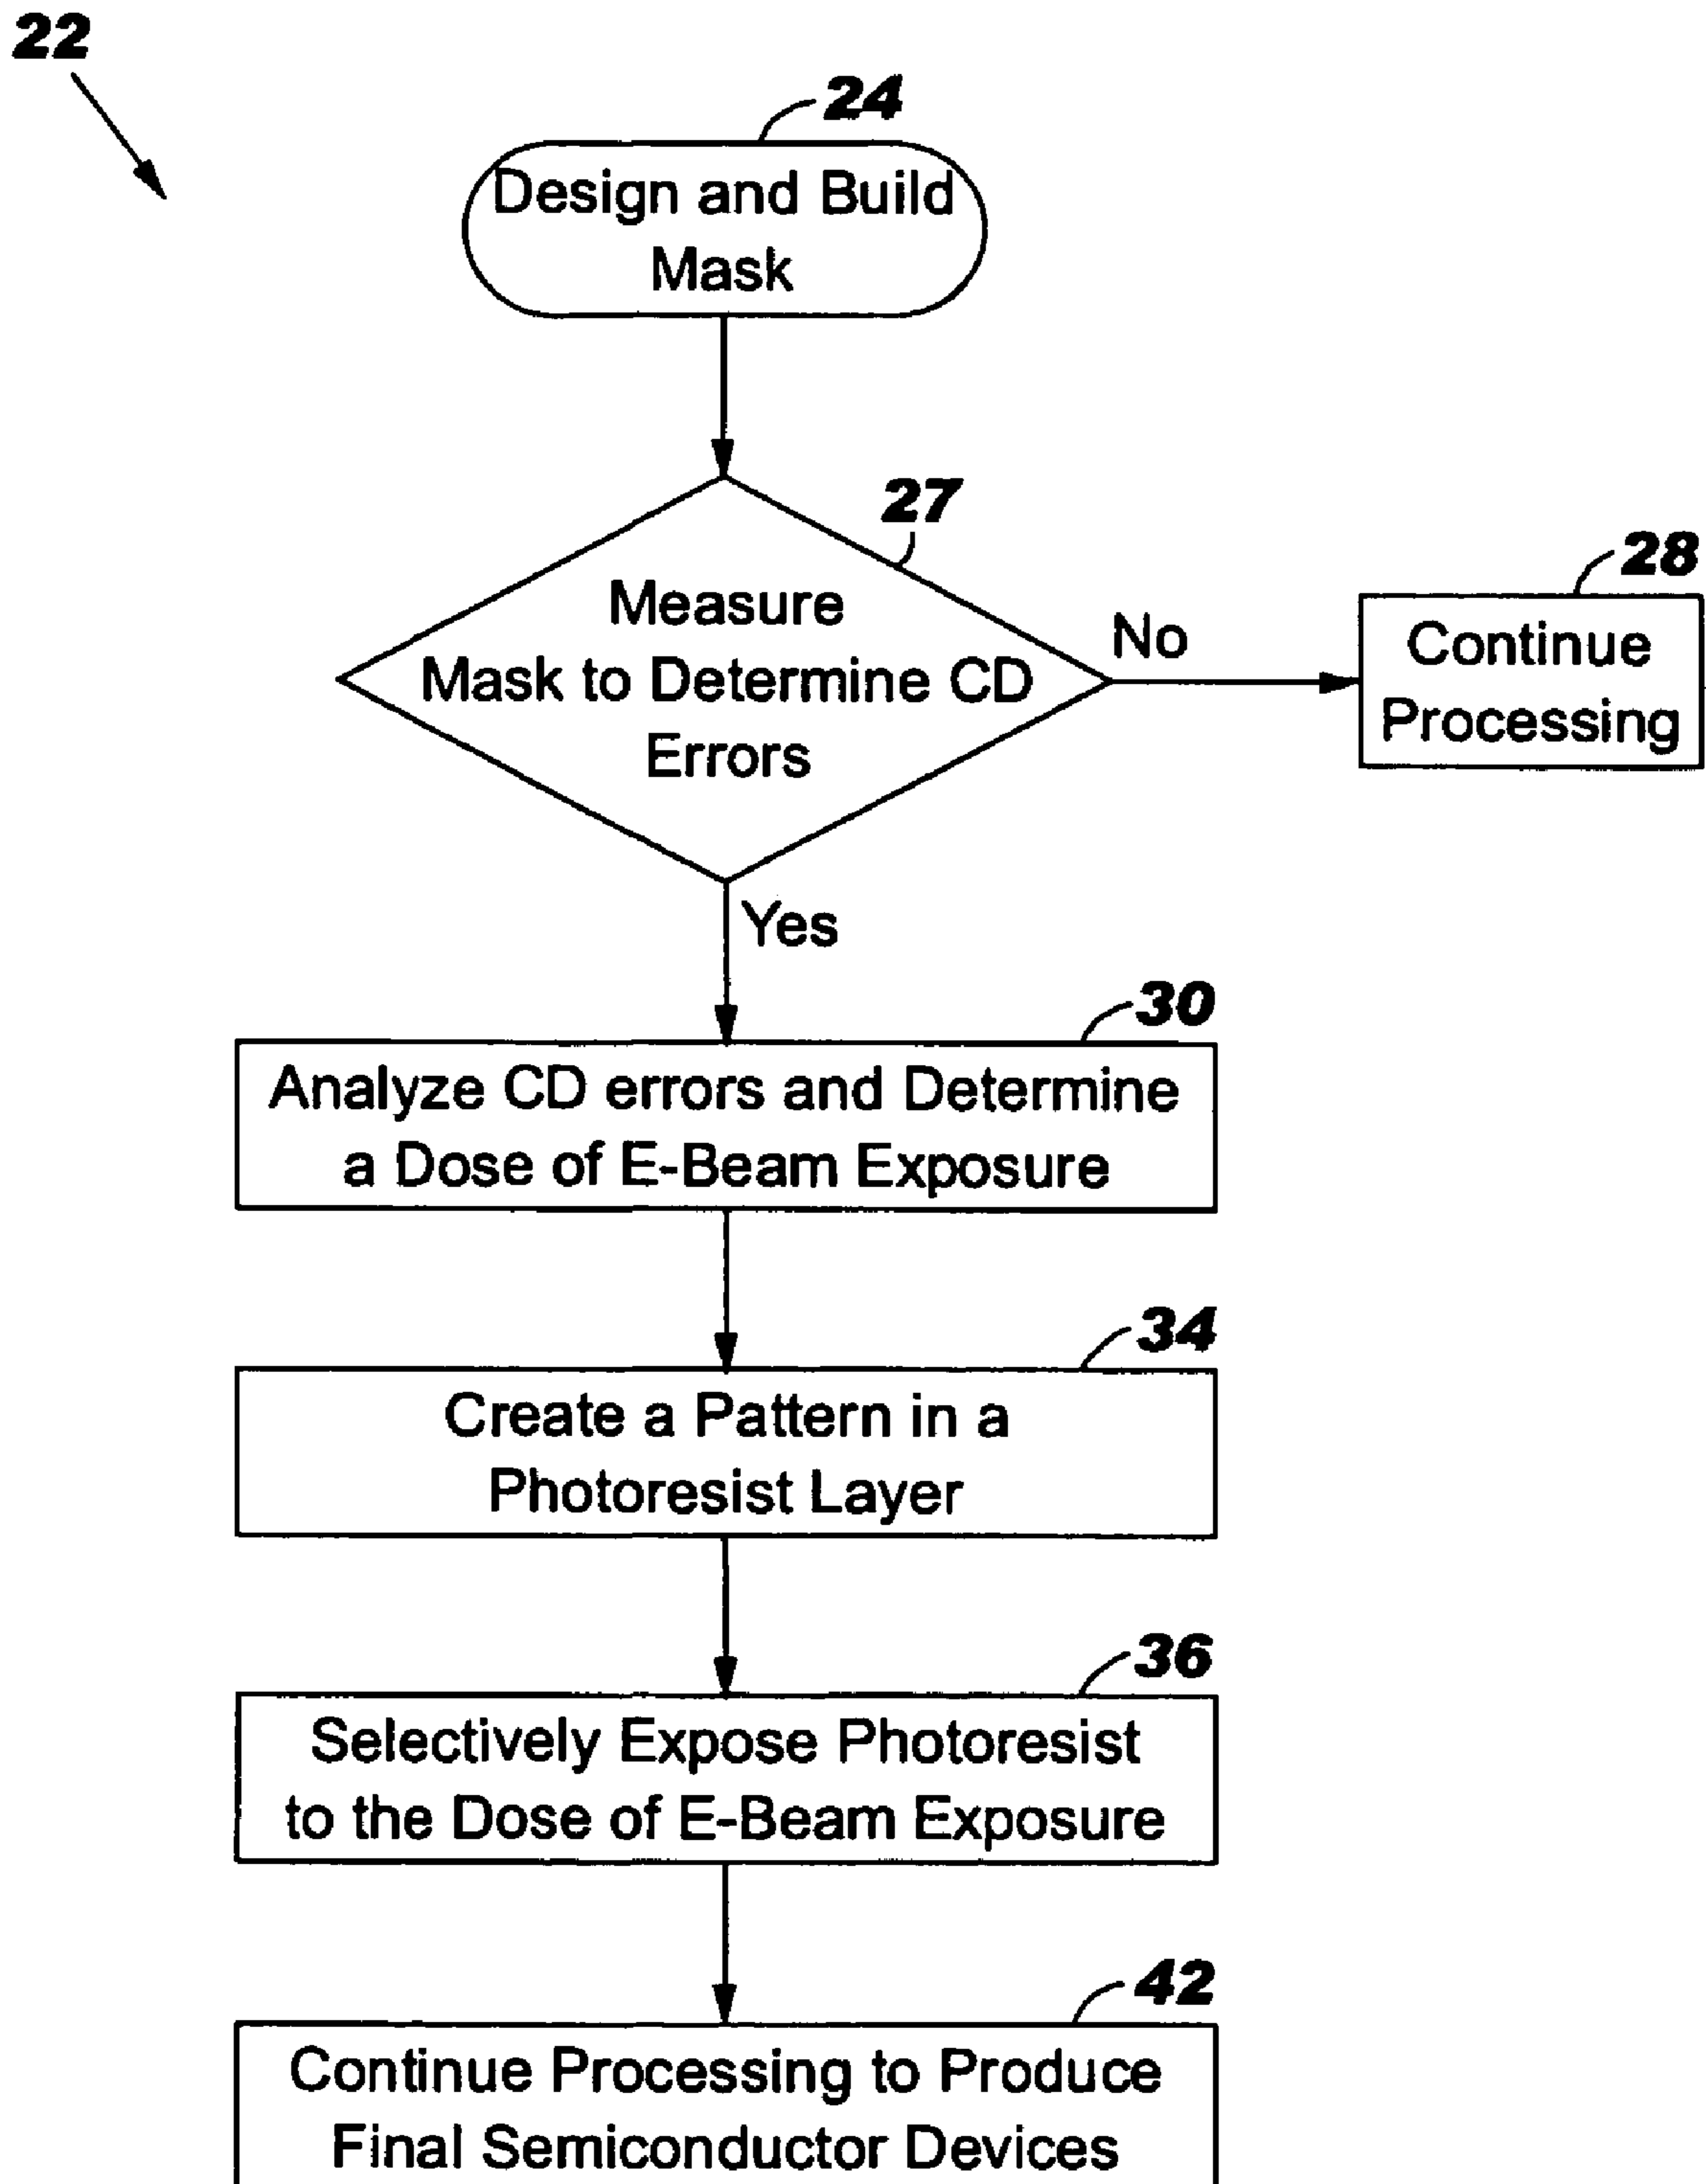 22
24
Design and Build
Mask
27
Measure
Mask to Determine CD
Errors
No
28
Continue
Processing
Yes
30
Analyze CD errors and Determine
a Dose of E-Beam Exposure
34
Create a Pattern in a
Photoresist Layer
36
Selectively Expose Photoresist
to the Dose of E-Beam Exposure
42
Continue Processing to Produce
Final Semiconductor Devices